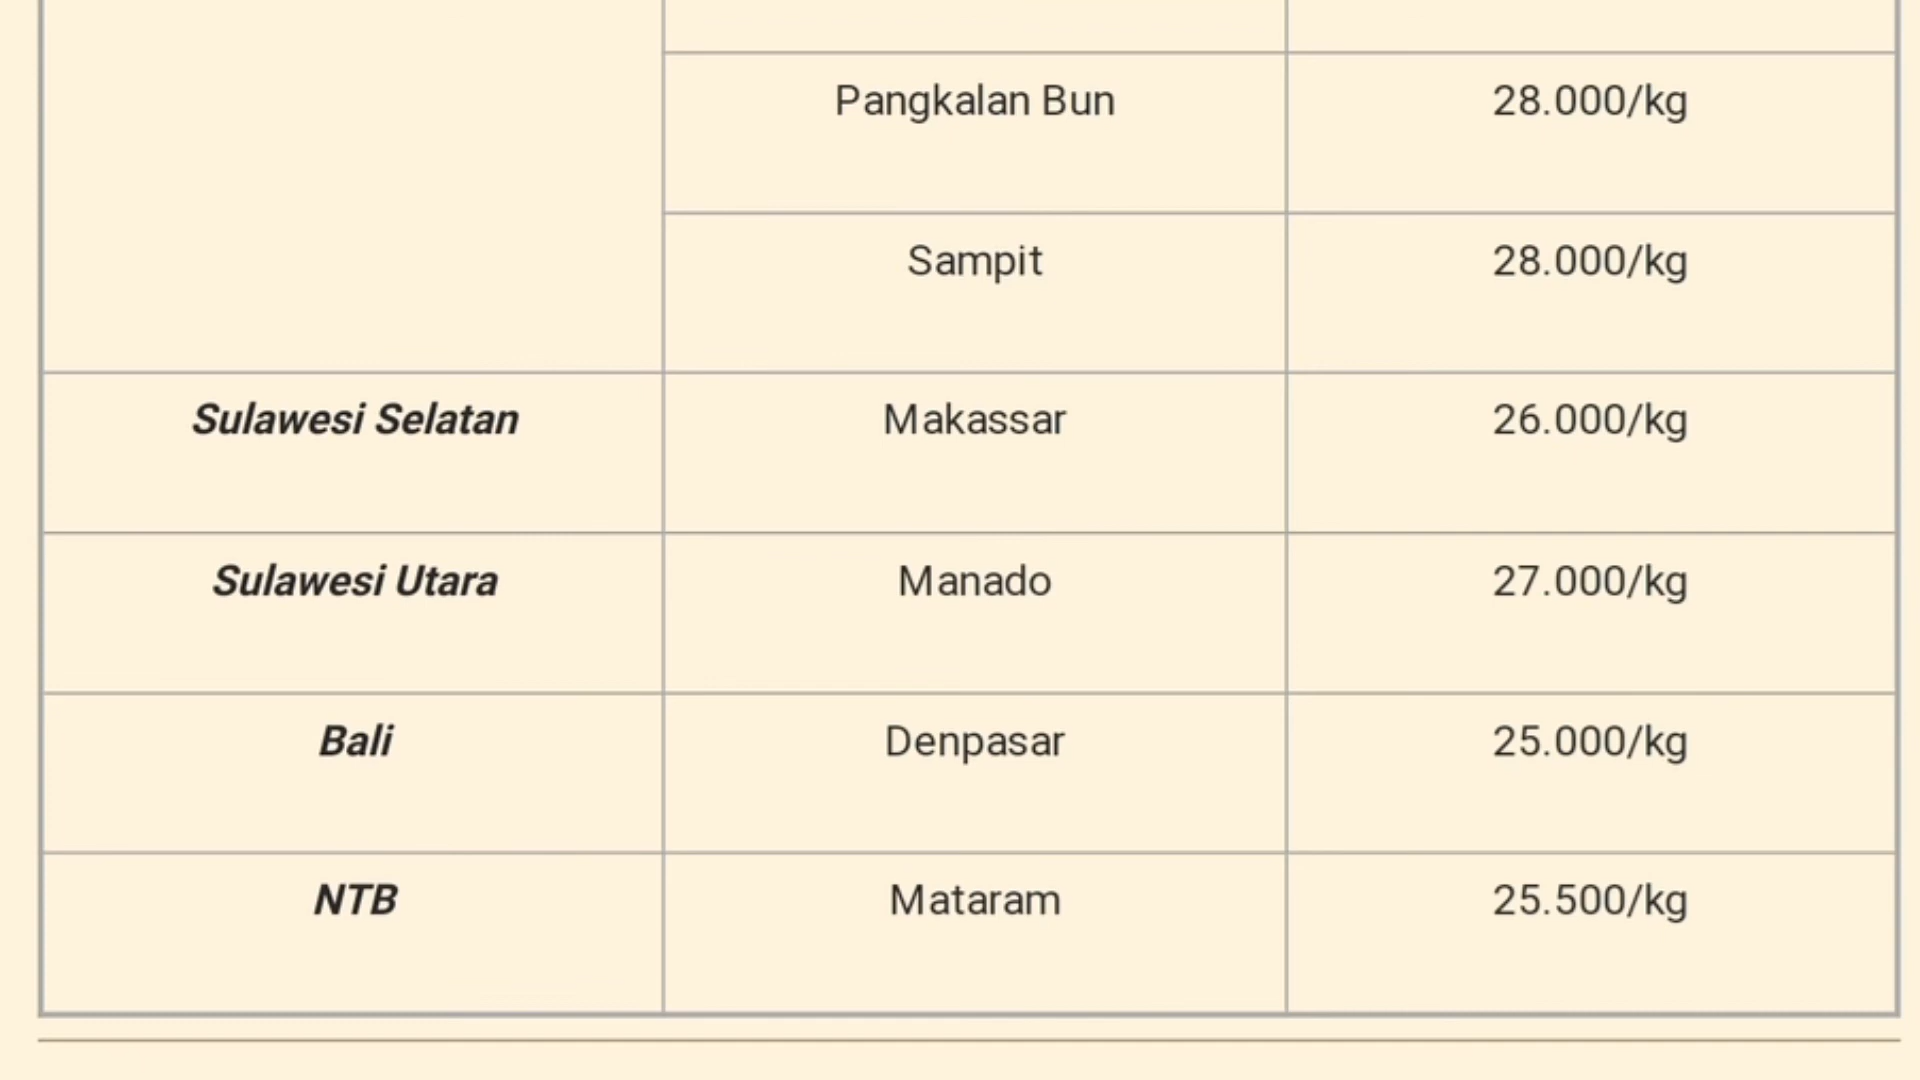 Pangkalan Bun 28.000/kg
Sampit 28.000/kg
Sulawesi Selatan Makassar 26.000/kg
Sulawesi Utara Manado 27.000/kg
Bali Denpasar 25.000/kg
NTB Mataram 25.500/kg